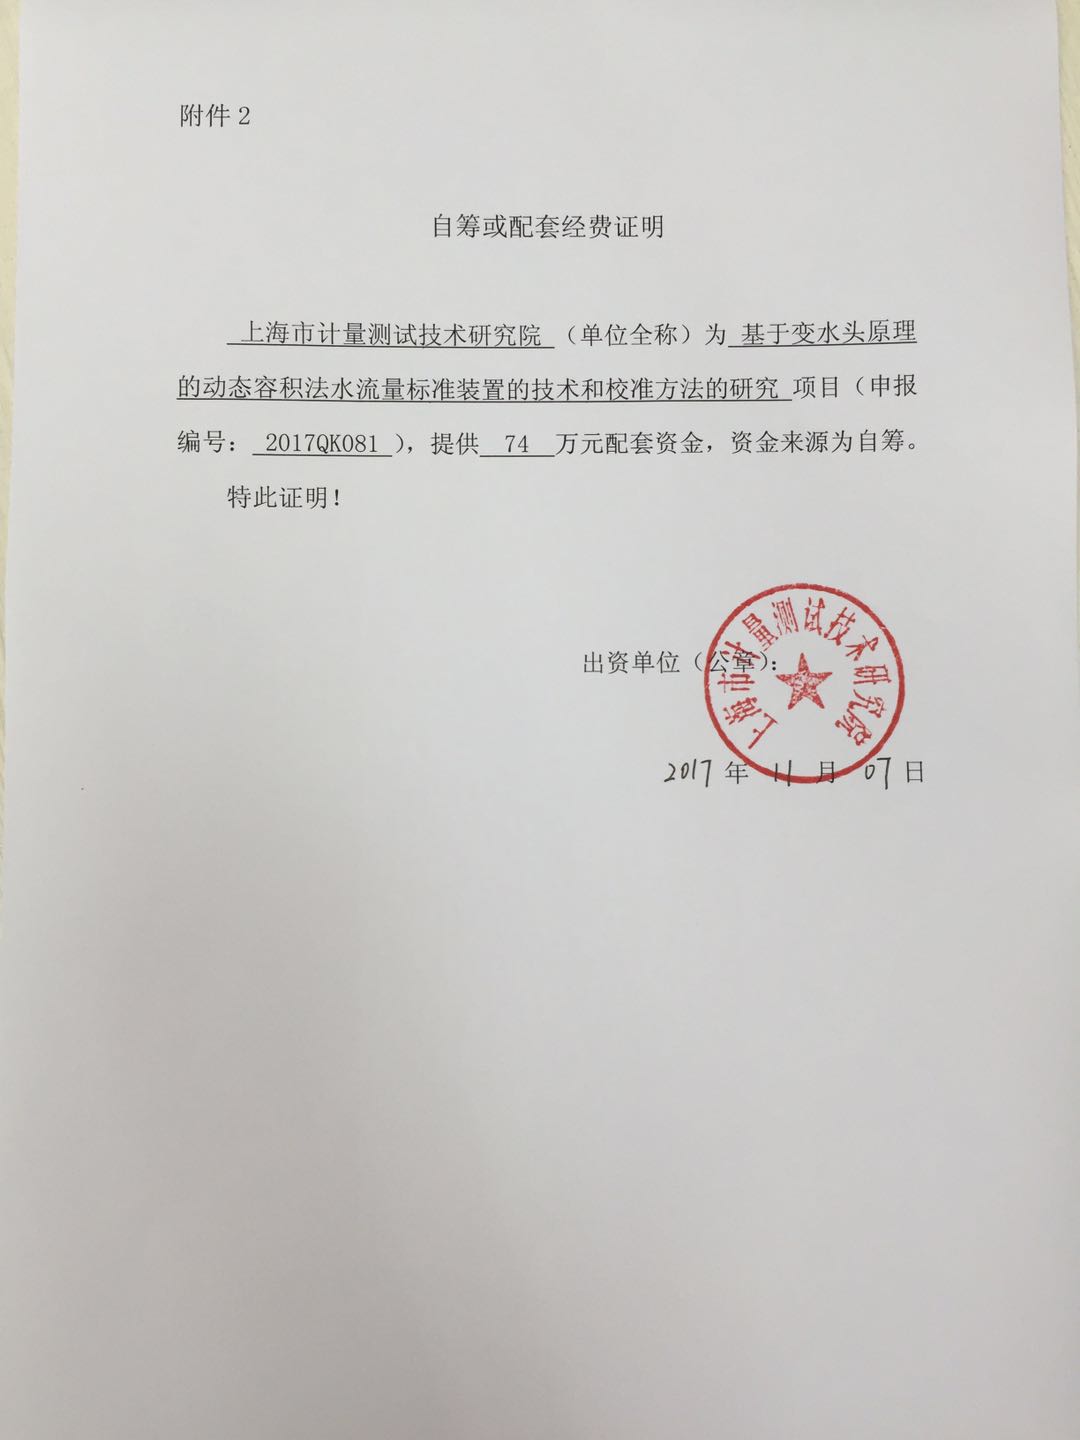 附件2
自筹或配套经费证明
上海市计量测试技术研究院 （单位全称）为 基于变水头原理
的动态容积法水流量标准装置的技术和校准方法的研究 项目（申报
编号： 2017QK081 ），提供 74 万元配套资金，资金来源为自筹。
特此证明！
出资单位（公章）：
上海市计量测试技术研究院
2017 年 11 月 07 日